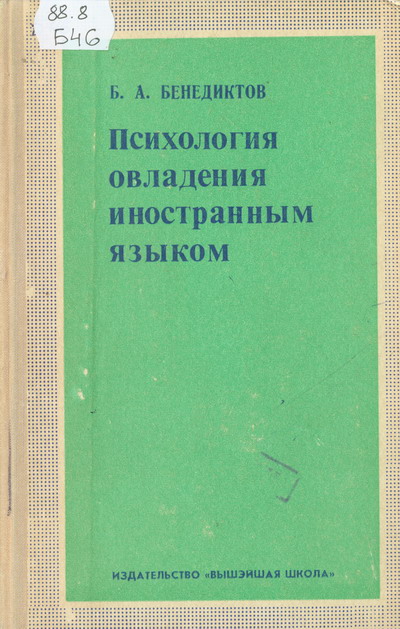 88.8
Б46
Б. А. БЕНЕДИКТОВ
Психология
овладения
иностранным
языком
ИЗДАТЕЛЬСТВО «ВЫШЭЙШАЯ ШКОЛА»